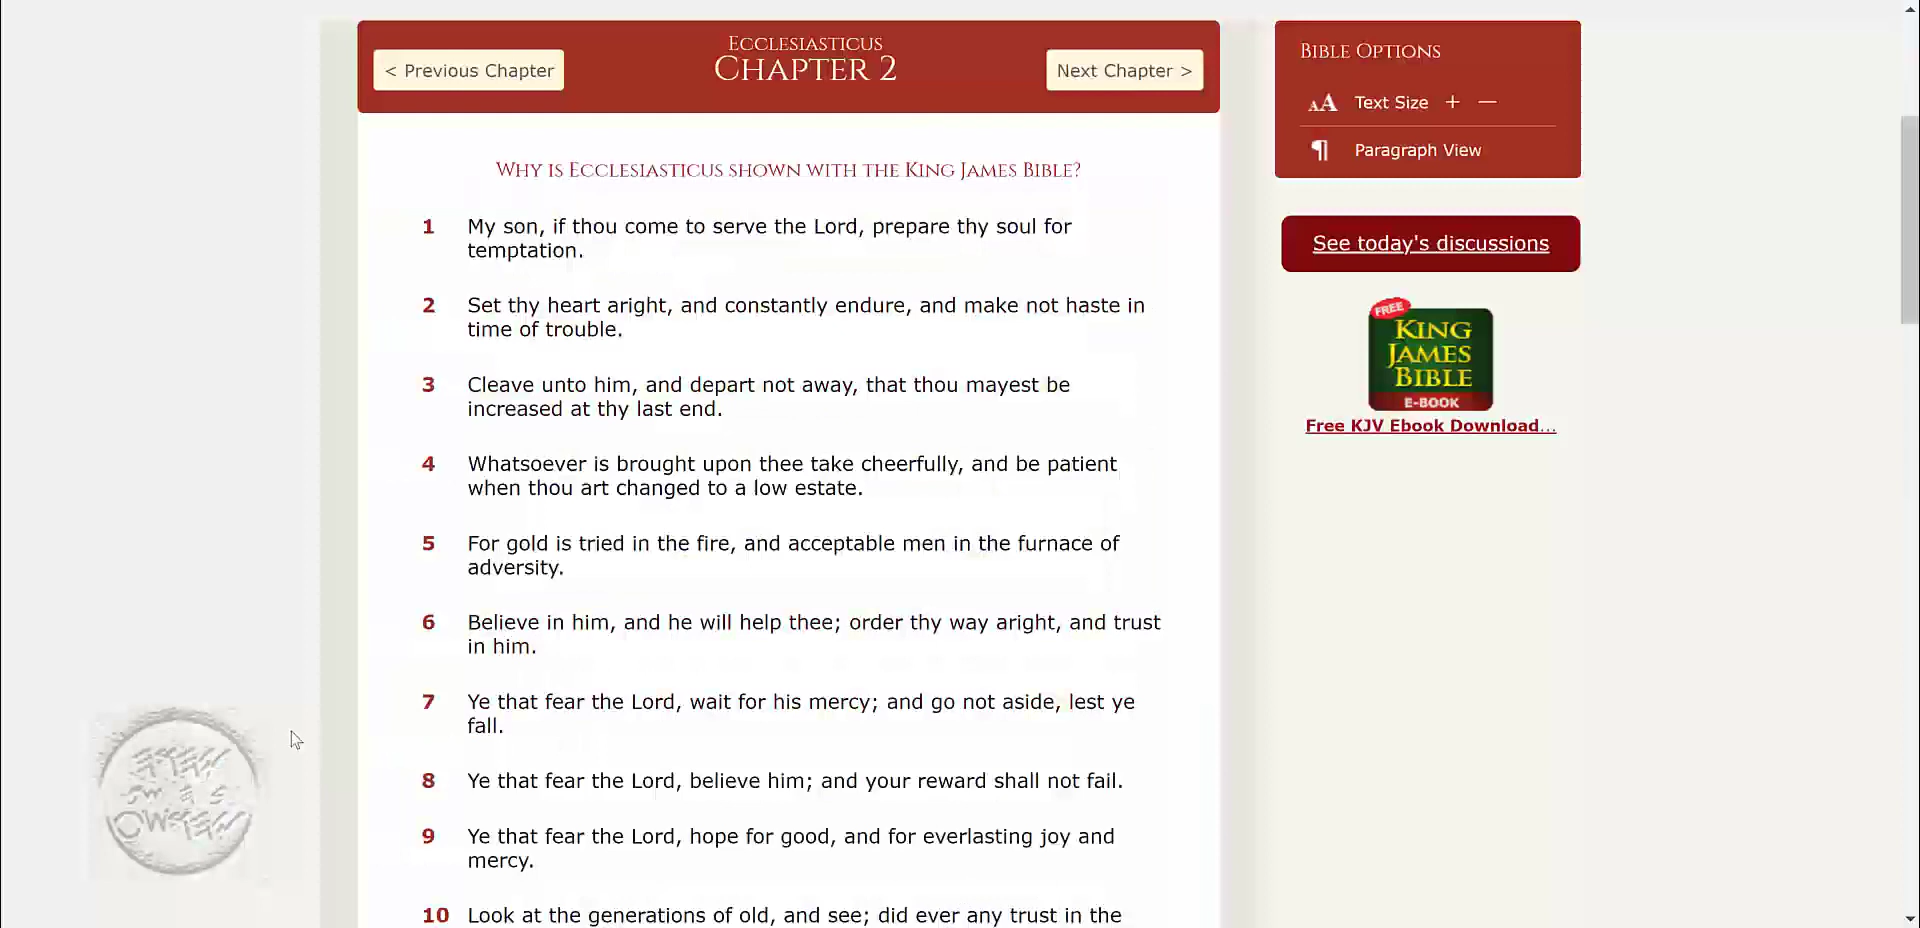 Ecclesiasticus
Chapter 2
< Previous Chapter
Next Chapter >
Why is Ecclesiasticus shown with the King James Bible?
1 My son, if thou come to serve the Lord, prepare thy soul for
temptation.
2 Set thy heart aright, and constantly endure, and make not haste in
time of trouble.
3 Cleave unto him, and depart not away, that thou mayest be
increased at thy last end.
4 Whatsoever is brought upon thee take cheerfully, and be patient
when thou art changed to a low estate.
5 For gold is tried in the fire, and acceptable men in the furnace of
adversity.
6 Believe in him, and he will help thee; order thy way aright, and trust
in him.
7 Ye that fear the Lord, wait for his mercy; and go not aside, lest ye
fall.
8 Ye that fear the Lord, believe him; and your reward shall not fail.
9 Ye that fear the Lord, hope for good, and for everlasting joy and
mercy.
10 Look at the generations of old, and see; did ever any trust in the
Bible Options
AA Text Size + —
¶ Paragraph View
See today's discussions
FREE
KING
JAMES
BIBLE
E-BOOK
Free KJV Ebook Download...